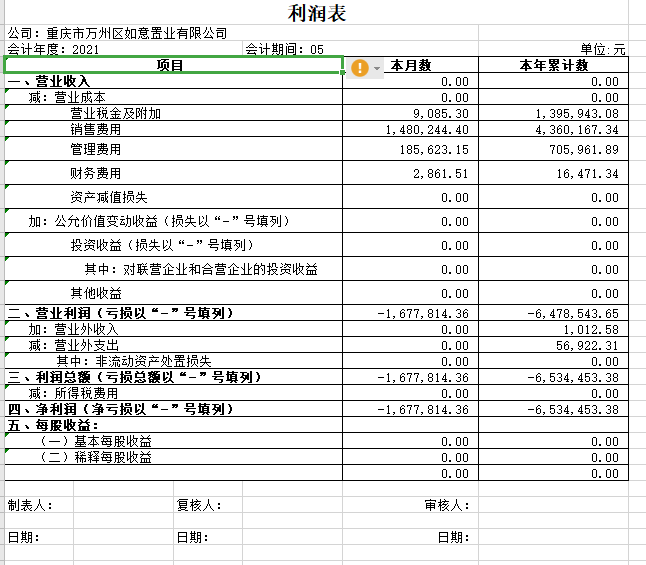 利润表
公司：重庆市万州区如意置业有限公司
会计年度：2021 会计期间：05 单位:元
项目 本月数 本年累计数
一、营业收入 0.00 0.00
减：营业成本 0.00 0.00
营业税金及附加 9,085.30 1,395,943.08
销售费用 1,480,244.40 4,360,167.34
管理费用 185,623.15 705,961.89
财务费用 2,861.51 16,471.34
资产减值损失 0.00 0.00
加：公允价值变动收益（损失以“-”号填列） 0.00 0.00
投资收益（损失以“-”号填列） 0.00 0.00
其中：对联营企业和合营企业的投资收益 0.00 0.00
其他收益 0.00 0.00
二、营业利润（亏损以“-”号填列） -1,677,814.36 -6,478,543.65
加：营业外收入 0.00 1,012.58
减：营业外支出 0.00 56,922.31
其中：非流动资产处置损失 0.00 0.00
三、利润总额（亏损总额以“-”号填列） -1,677,814.36 -6,534,453.38
减：所得税费用 0.00 0.00
四、净利润（净亏损以“-”号填列） -1,677,814.36 -6,534,453.38
五、每股收益：
（一）基本每股收益 0.00 0.00
（二）稀释每股收益 0.00 0.00
0.00 0.00
制表人： 复核人： 审核人：
日期： 日期： 日期：